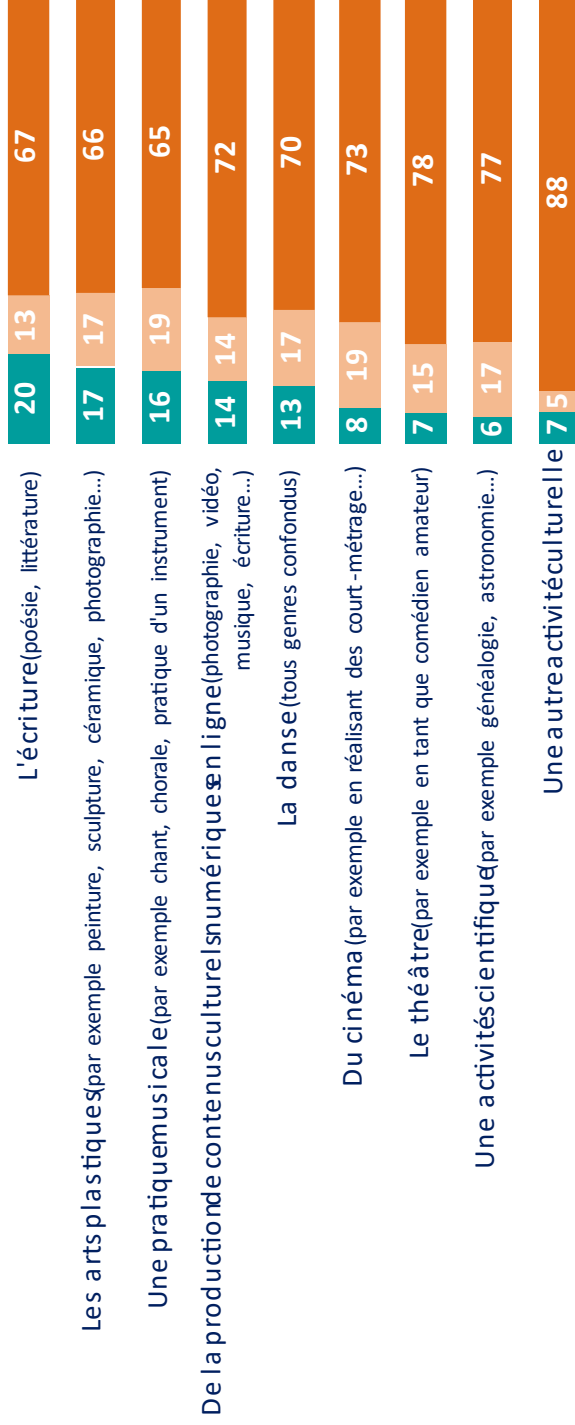 L'écriture (poésie, littérature) 20 13 67
Les arts plastiques (par exemple peinture, sculpture, céramique, photographie...) 17 17 66
Une pratique musicale (par exemple chant, chorale, pratique d'un instrument) 16 19 65
De la production de contenus culturels numériques en ligne (photographie, vidéo,
musique, écriture...) 14 14 72
La danse (tous genres confondus) 13 17 70
Du cinéma (par exemple en réalisant des court-métrage...) 8 19 73
Le théâtre (par exemple en tant que comédien amateur) 7 15 78
Une activité scientifique (par exemple généalogie, astronomie...) 6 17 77
Une autre activité culturelle 7 5 88